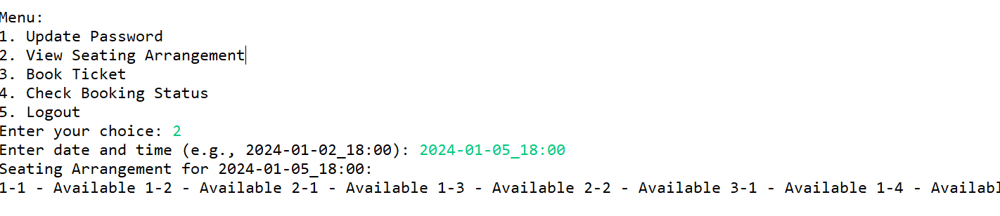 Menu:
1. Update Password
2. View Seating Arrangement
3. Book Ticket
4. Check Booking Status
5. Logout
Enter your choice: 2
Enter date and time (e.g., 2024-01-02_18:00): 2024-01-05_18:00
Seating Arrangement for 2024-01-05_18:00:
1-1 - Available 1-2 - Available 2-1 - Available 1-3 - Available 2-2 - Available 3-1 - Available 1-4 -